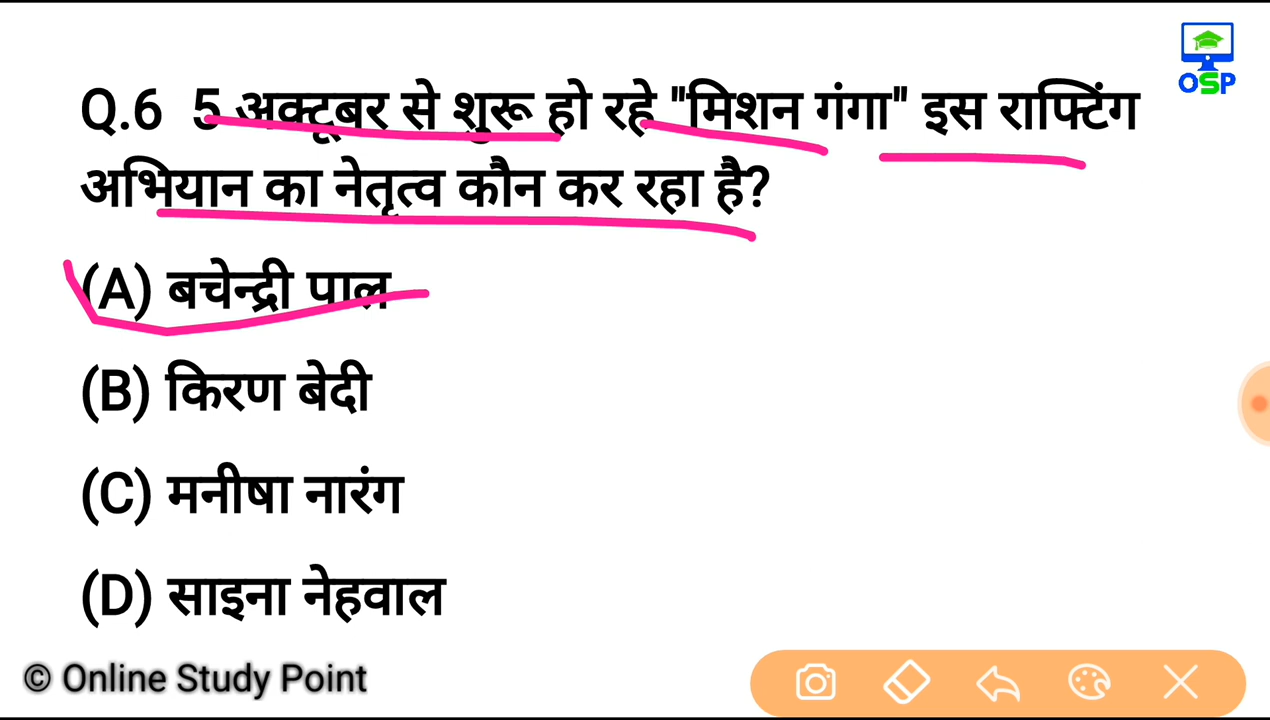 OSP
Q.6 5 अक्टूबर से शुरू हो रहे "मिशन गंगा" इस राफ्टिंग
अभियान का नेतृत्व कौन कर रहा है?
(A) बचेन्द्री पाल
(B) किरण बेदी
(C) मनीषा नारंग
(D) साइना नेहवाल
© Online Study Point